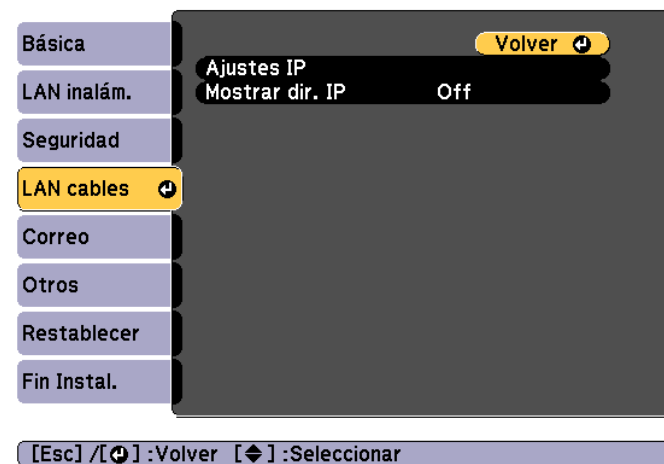 Básica
LAN inalám.
Seguridad
LAN cables
Correo
Otros
Restablecer
Fin Instal.
Volver
Ajustes IP
Mostrar dir. IP Off
[Esc] /[ ] :Volver [ ] :Seleccionar